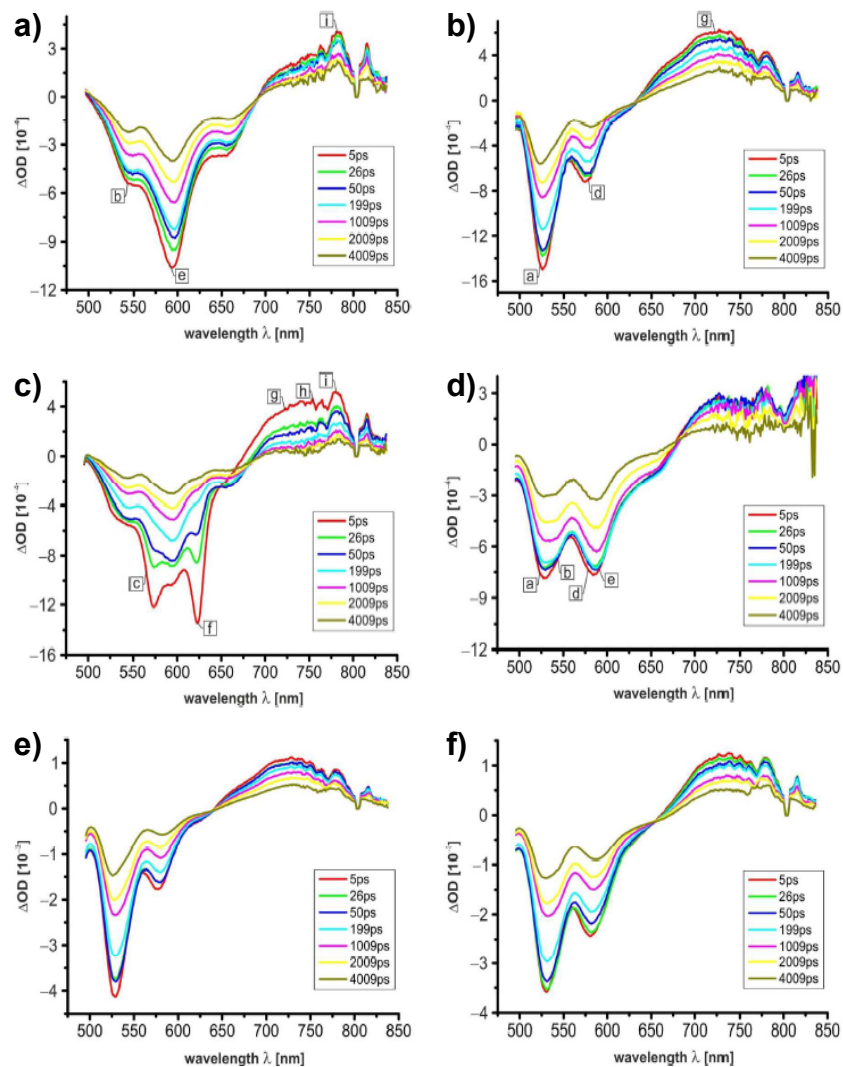 a)
i
3
0
−3
−6
−9
−12
ΔOD [10⁻⁴]
b
e
5ps
26ps
50ps
199ps
1009ps
2009ps
4009ps
500 550 600 650 700 750 800 850
wavelength λ [nm]
b)
g
4
0
−4
−8
−12
−16
ΔOD [10⁻⁴]
d
a
5ps
26ps
50ps
199ps
1009ps
2009ps
4009ps
500 550 600 650 700 750 800 850
wavelength λ [nm]
c)
g h i
4
0
−4
−8
−12
−16
ΔOD [10⁻⁴]
c
f
5ps
26ps
50ps
199ps
1009ps
2009ps
4009ps
500 550 600 650 700 750 800 850
wavelength λ [nm]
d)
3
0
−3
−6
−9
−12
ΔOD [10⁻⁴]
a b d e
5ps
26ps
50ps
199ps
1009ps
2009ps
4009ps
500 550 600 650 700 750 800 850
wavelength λ [nm]
e)
1
0
−1
−2
−3
−4
ΔOD [10⁻³]
5ps
26ps
50ps
199ps
1009ps
2009ps
4009ps
500 550 600 650 700 750 800 850
wavelength λ [nm]
f)
1
0
−1
−2
−3
−4
ΔOD [10⁻³]
5ps
26ps
50ps
199ps
1009ps
2009ps
4009ps
500 550 600 650 700 750 800 850
wavelength λ [nm]